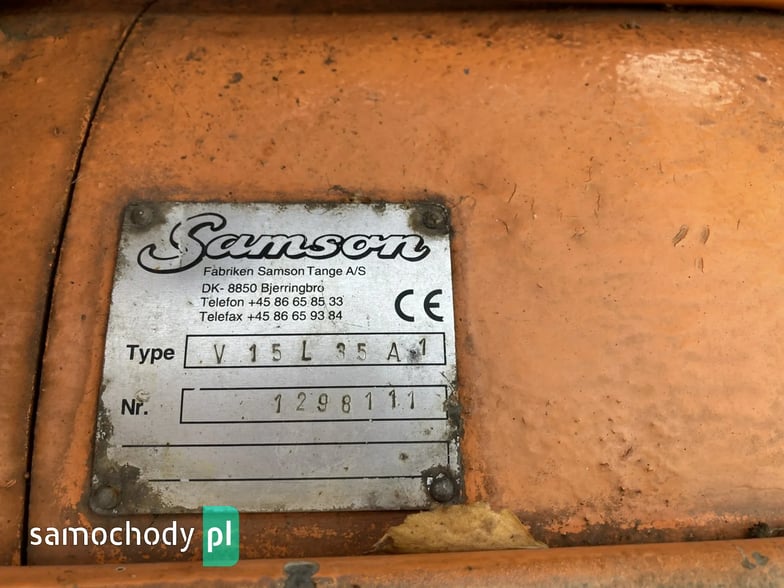 Samson
Fabriken Samson Tange A/S
DK- 8850 Bjerringbro
Telefon +45 86 65 85 33
Telefax +45 86 65 93 84
CE
Type V 15 L 35 A 1
Nr. 1298111
samochody pl